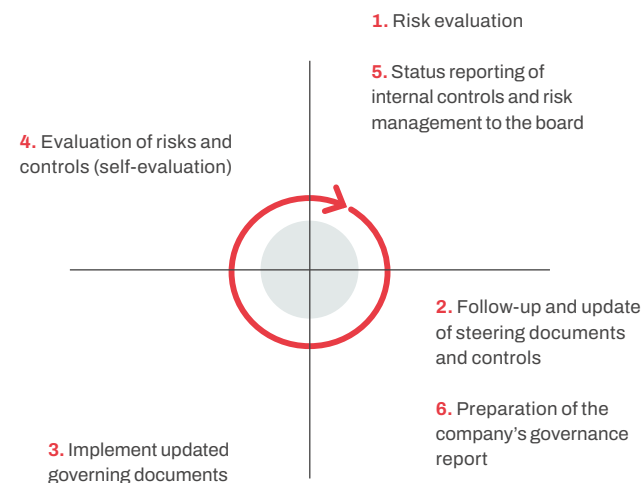 1. Risk evaluation
5. Status reporting of
internal controls and risk
management to the board
4. Evaluation of risks and
controls (self-evaluation)
2. Follow-up and update
of steering documents
and controls
6. Preparation of the
company’s governance
report
3. Implement updated
governing documents